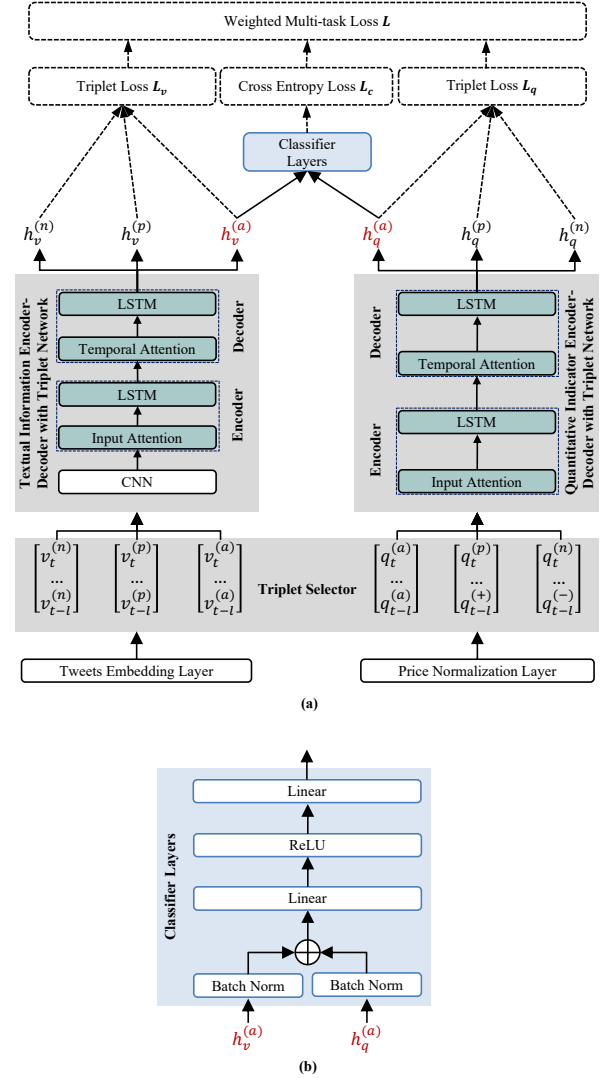 Weighted Multi-task Loss L
Triplet Loss L_v
Cross Entropy Loss L_c
Triplet Loss L_q
Classifier
Layers
h_v^(n)
h_v^(p)
h_v^(a)
h_q^(a)
h_q^(p)
h_q^(n)
Textual Information Encoder-
Decoder with Triplet Network
LSTM
Temporal Attention
Decoder
LSTM
Input Attention
Encoder
CNN
Decoder
LSTM
Temporal Attention
Encoder
LSTM
Input Attention
Quantitative Indicator Encoder-
Decoder with Triplet Network
[v_t^(n) ... v_{t-l}^(n)]
[v_t^(p) ... v_{t-l}^(p)]
[v_t^(a) ... v_{t-l}^(a)]
Triplet Selector
[q_t^(a) ... q_{t-l}^(a)]
[q_t^(p) ... q_{t-l}^(+)]
[q_t^(n) ... q_{t-l}^(-)]
Tweets Embedding Layer
Price Normalization Layer
(a)
Classifier Layers
Linear
ReLU
Linear
Batch Norm
Batch Norm
h_v^(a)
h_q^(a)
(b)